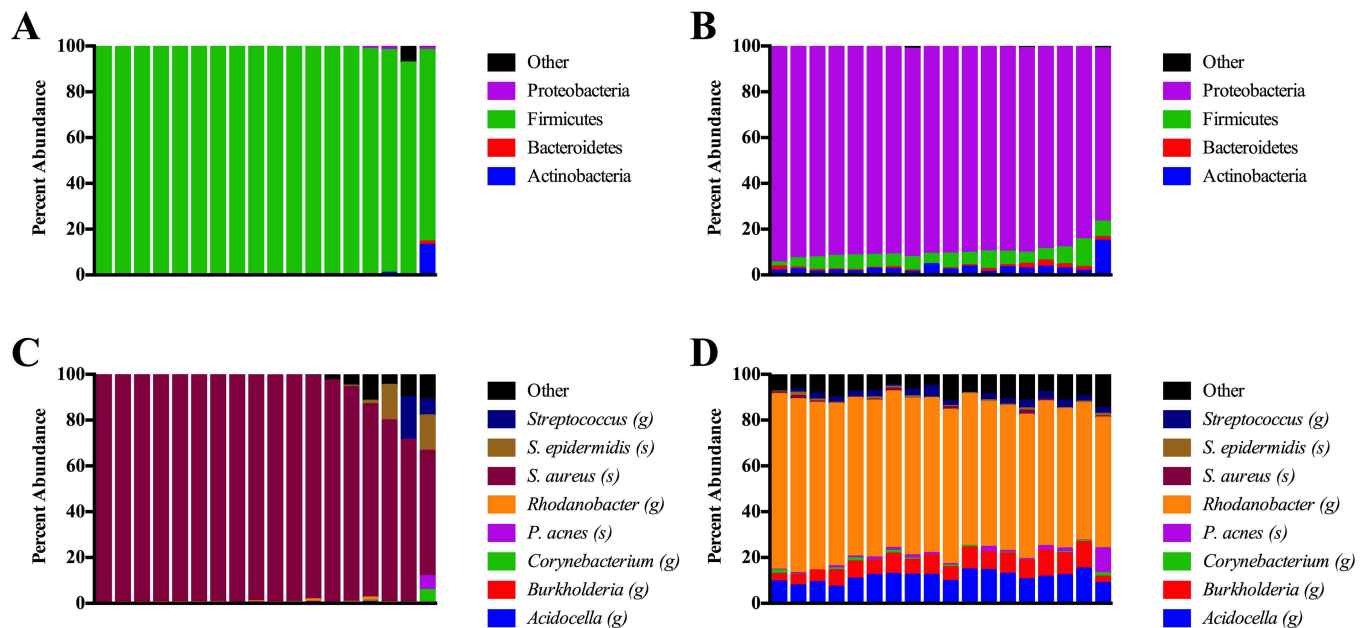 A
Percent Abundance
100
80
60
40
20
0
Other
Proteobacteria
Firmicutes
Bacteroidetes
Actinobacteria
B
Percent Abundance
100
80
60
40
20
0
Other
Proteobacteria
Firmicutes
Bacteroidetes
Actinobacteria
C
Percent Abundance
100
80
60
40
20
0
Other
Streptococcus (g)
S. epidermidis (s)
S. aureus (s)
Rhodanobacter (g)
P. acnes (s)
Corynebacterium (g)
Burkholderia (g)
Acidocella (g)
D
Percent Abundance
100
80
60
40
20
0
Other
Streptococcus (g)
S. epidermidis (s)
S. aureus (s)
Rhodanobacter (g)
P. acnes (s)
Corynebacterium (g)
Burkholderia (g)
Acidocella (g)